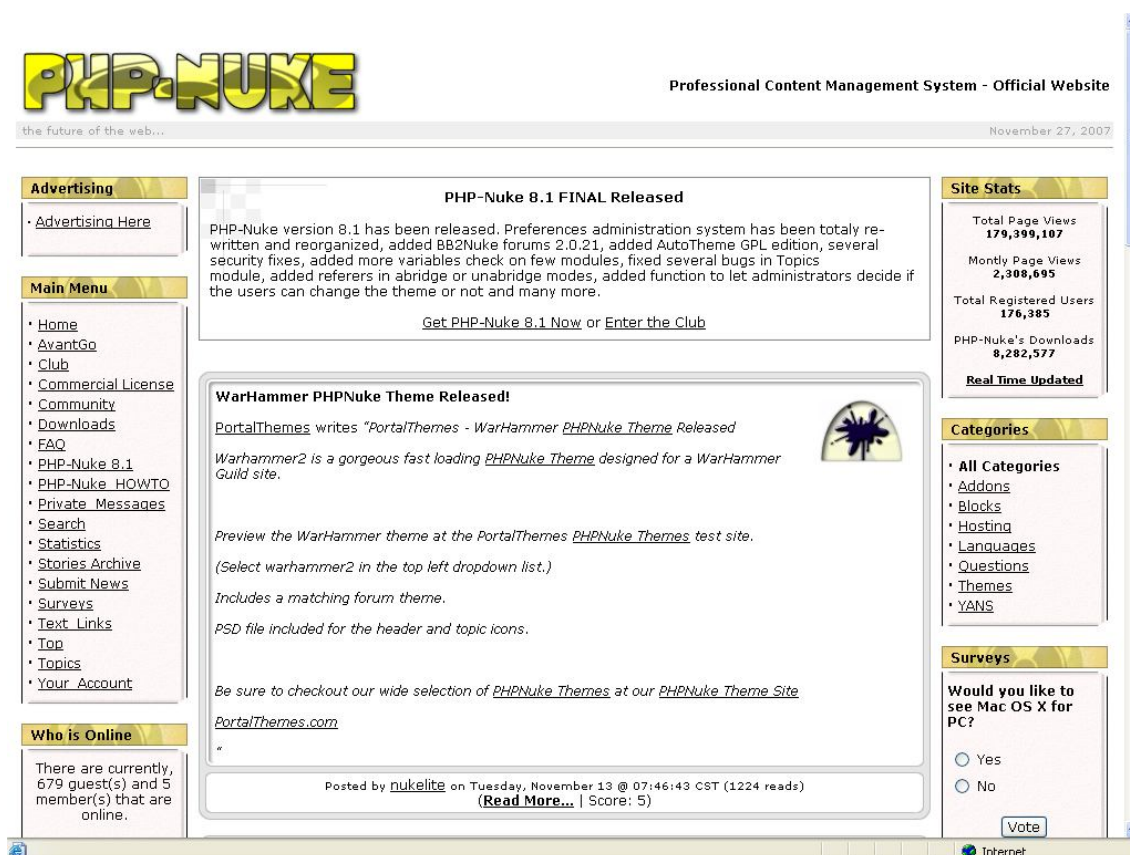 PHP-NUKE
Professional Content Management System - Official Website
the future of the web...
November 27, 2007
Advertising
· Advertising Here
Main Menu
· Home
· AvantGo
· Club
· Commercial License
· Community
· Downloads
· FAQ
· PHP-Nuke 8.1
· PHP-Nuke HOWTO
· Private Messages
· Search
· Statistics
· Stories Archive
· Submit News
· Surveys
· Text Links
· Top
· Topics
· Your Account
Who is Online
There are currently,
679 guest(s) and 5
member(s) that are
online.
PHP-Nuke 8.1 FINAL Released
PHP-Nuke version 8.1 has been released. Preferences administration system has been totaly re-
written and reorganized, added BB2Nuke forums 2.0.21, added AutoTheme GPL edition, several
security fixes, added more variables check on few modules, fixed several bugs in Topics
module, added referers in abridge or unabridge modes, added function to let administrators decide if
the users can change the theme or not and many more.
Get PHP-Nuke 8.1 Now or Enter the Club
WarHammer PHPNuke Theme Released!
PortalThemes writes "PortalThemes - WarHammer PHPNuke Theme Released
Warhammer2 is a gorgeous fast loading PHPNuke Theme designed for a WarHammer
Guild site.
Preview the WarHammer theme at the PortalThemes PHPNuke Themes test site.
(Select warhammer2 in the top left dropdown list.)
Includes a matching forum theme.
PSD file included for the header and topic icons.
Be sure to checkout our wide selection of PHPNuke Themes at our PHPNuke Theme Site
PortalThemes.com
"
Posted by nukelite on Tuesday, November 13 @ 07:46:43 CST (1224 reads)
(Read More... | Score: 5)
Site Stats
Total Page Views
179,399,107
Montly Page Views
2,308,695
Total Registered Users
176,385
PHP-Nuke's Downloads
8,282,577
Real Time Updated
Categories
· All Categories
· Addons
· Blocks
· Hosting
· Languages
· Questions
· Themes
· YANS
Surveys
Would you like to
see Mac OS X for
PC?
Yes
No
Vote
Internet